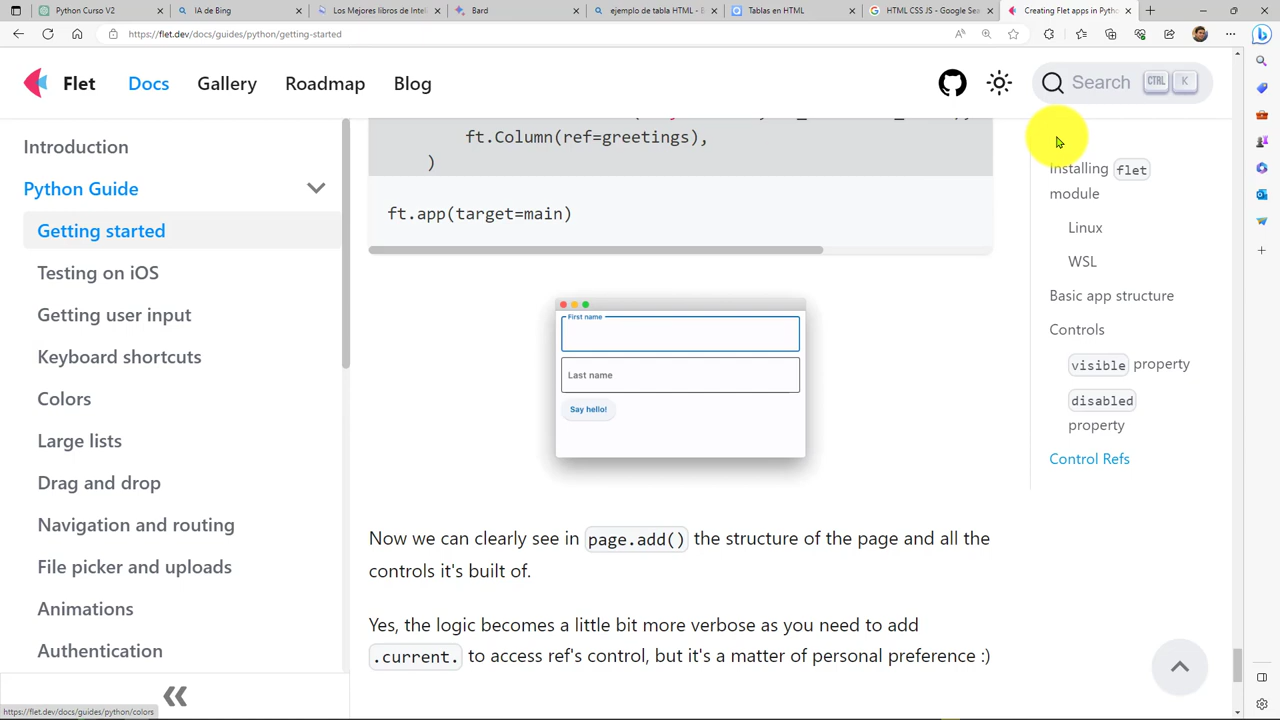 Python Curso V2
IA de Bing
Los Mejores libros de Inteli
Bard
ejemplo de tabla HTML - B
Tablas en HTML
HTML CSS JS - Google Sea
Creating Flet apps in Pytho
https://flet.dev/docs/guides/python/getting-started
Flet
Docs
Gallery
Roadmap
Blog
Search
CTRL
K
Introduction
Python Guide
Getting started
Testing on iOS
Getting user input
Keyboard shortcuts
Colors
Large lists
Drag and drop
Navigation and routing
File picker and uploads
Animations
Authentication
ft.Column(ref=greetings),
)
ft.app(target=main)
First name
Last name
Say hello!
Now we can clearly see in page.add() the structure of the page and all the
controls it's built of.
Yes, the logic becomes a little bit more verbose as you need to add
.current. to access ref's control, but it's a matter of personal preference :)
Installing flet
module
Linux
WSL
Basic app structure
Controls
visible property
disabled
property
Control Refs
https://flet.dev/docs/guides/python/colors